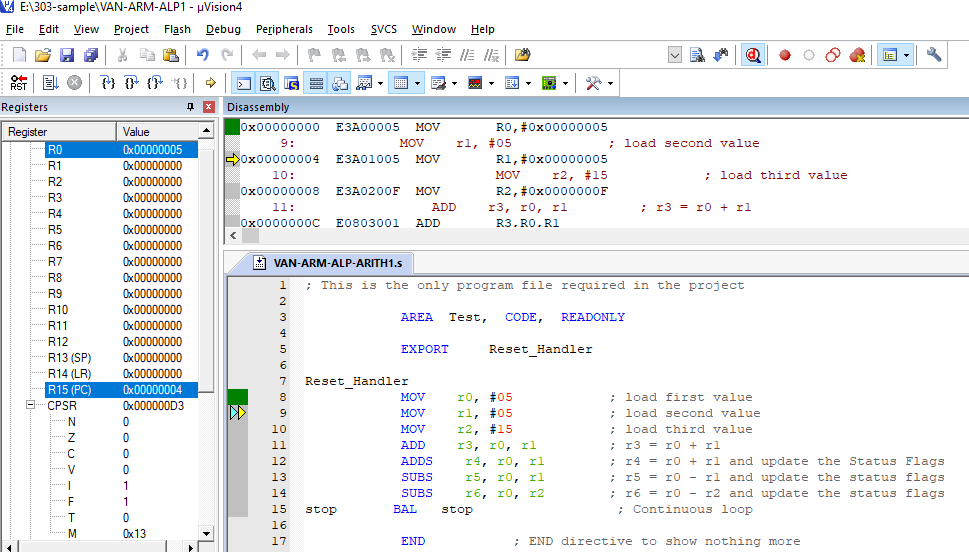 E:\303-sample\VAN-ARM-ALP1 - µVision4
File Edit View Project Flash Debug Peripherals Tools SVCS Window Help
RST
Registers
Register Value
R0 0x00000005
R1 0x00000000
R2 0x00000000
R3 0x00000000
R4 0x00000000
R5 0x00000000
R6 0x00000000
R7 0x00000000
R8 0x00000000
R9 0x00000000
R10 0x00000000
R11 0x00000000
R12 0x00000000
R13 (SP) 0x00000000
R14 (LR) 0x00000000
R15 (PC) 0x00000004
CPSR 0x000000D3
N 0
Z 0
C 0
V 0
I 1
F 1
T 0
M 0x13
Disassembly
0x00000000 E3A00005 MOV R0,#0x00000005
9: MOV r1, #05 ; load second value
0x00000004 E3A01005 MOV R1,#0x00000005
10: MOV r2, #15 ; load third value
0x00000008 E3A0200F MOV R2,#0x0000000F
11: ADD r3, r0, r1 ; r3 = r0 + r1
0x0000000C E0803001 ADD R3,R0,R1
VAN-ARM-ALP-ARITH1.s
1 ; This is the only program file required in the project
2
3 AREA Test, CODE, READONLY
4
5 EXPORT Reset_Handler
6
7 Reset_Handler
8 MOV r0, #05 ; load first value
9 MOV r1, #05 ; load second value
10 MOV r2, #15 ; load third value
11 ADD r3, r0, r1 ; r3 = r0 + r1
12 ADDS r4, r0, r1 ; r4 = r0 + r1 and update the Status Flags
13 SUBS r5, r0, r1 ; r5 = r0 - r1 and update the status flags
14 SUBS r6, r0, r2 ; r6 = r0 - r2 and update the status flags
15 stop BAL stop ; Continuous loop
16
17 END ; END directive to show nothing more